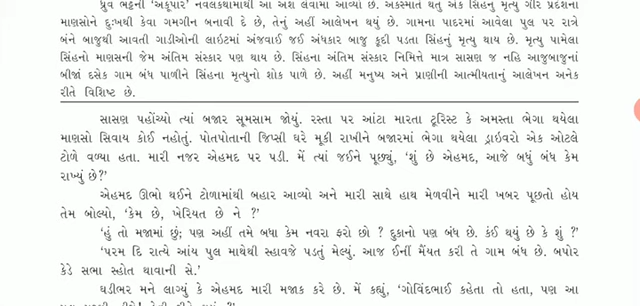 ધ્રુવ ભટ્ટની 'અકૂપાર' નવલકથામાંથી આ અંશ લેવામાં આવ્યો છે. અકસ્માતે થતું એક સિંહનું મૃત્યુ ગીર પ્રદેશના
માણસોને દુઃખથી કેવા ગમગીન બનાવી દે છે, તેનું અહીં આલેખન થયું છે. ગામના પાદરમાં આવેલા પુલ પર રાત્રે
બંને બાજુથી આવતી ગાડીઓની લાઇટમાં અંજવાઈ જઈ અંધકાર બાજુ કૂદી પડતા સિંહનું મૃત્યુ થાય છે. મૃત્યુ પામેલા
સિંહનો માણસની જેમ અંતિમ સંસ્કાર પણ થાય છે. સિંહના અંતિમ સંસ્કાર નિમિત્તે માત્ર સાસણ જ નહિ આજુબાજુનાં
બીજાં દસેક ગામ બંધ પાળીને સિંહના મૃત્યુનો શોક પાળે છે. અહીં મનુષ્ય અને પ્રાણીની આત્મીયતાનું આલેખન અનેક
રીતે વિશિષ્ટ છે.
સાસણ પહોંચ્યો ત્યાં બજાર સૂમસામ જોયું. રસ્તા પર આંટા મારતા ટૂરિસ્ટ કે અમસ્તા ભેગા થયેલા
માણસો સિવાય કોઈ નહોતું. પોતપોતાની જિપ્સી ઘરે મૂકી રાખીને બજારમાં ભેગા થયેલા ડ્રાઇવરો એક ઓટલે
ટોળે વળ્યા હતા. મારી નજર એહમદ પર પડી. મેં ત્યાં જઈને પૂછ્યું, 'શું છે એહમદ, આજે બધું બંધ કેમ
રાખ્યું છે?'
એહમદ ઊભો થઈને ટોળામાંથી બહાર આવ્યો અને મારી સાથે હાથ મેળવીને મારી ખબર પૂછતો હોય
તેમ બોલ્યો, 'કેમ છે, ખેરિયત છે ને ?'
'હું તો મજામાં છું; પણ અહીં તમે બધા કેમ નવરા ફરો છો ? દુકાનો પણ બંધ છે. કંઈ થયું છે કે શું ?'
'પરમ દિ રાત્યે આંય પુલ માથેથી સ્હાવજે પડતું મેલ્યું. આજ ઈની મૈયત કરી તે ગામ બંધ છે. બપોર
કેડે સભા સ્હોત થાવાની સે.'
ઘડીભર મને લાગ્યું કે એહમદ મારી મજાક કરે છે. મેં કહ્યું, 'ગોવિંદભાઈ કહેતા તો હતા, પણ આ